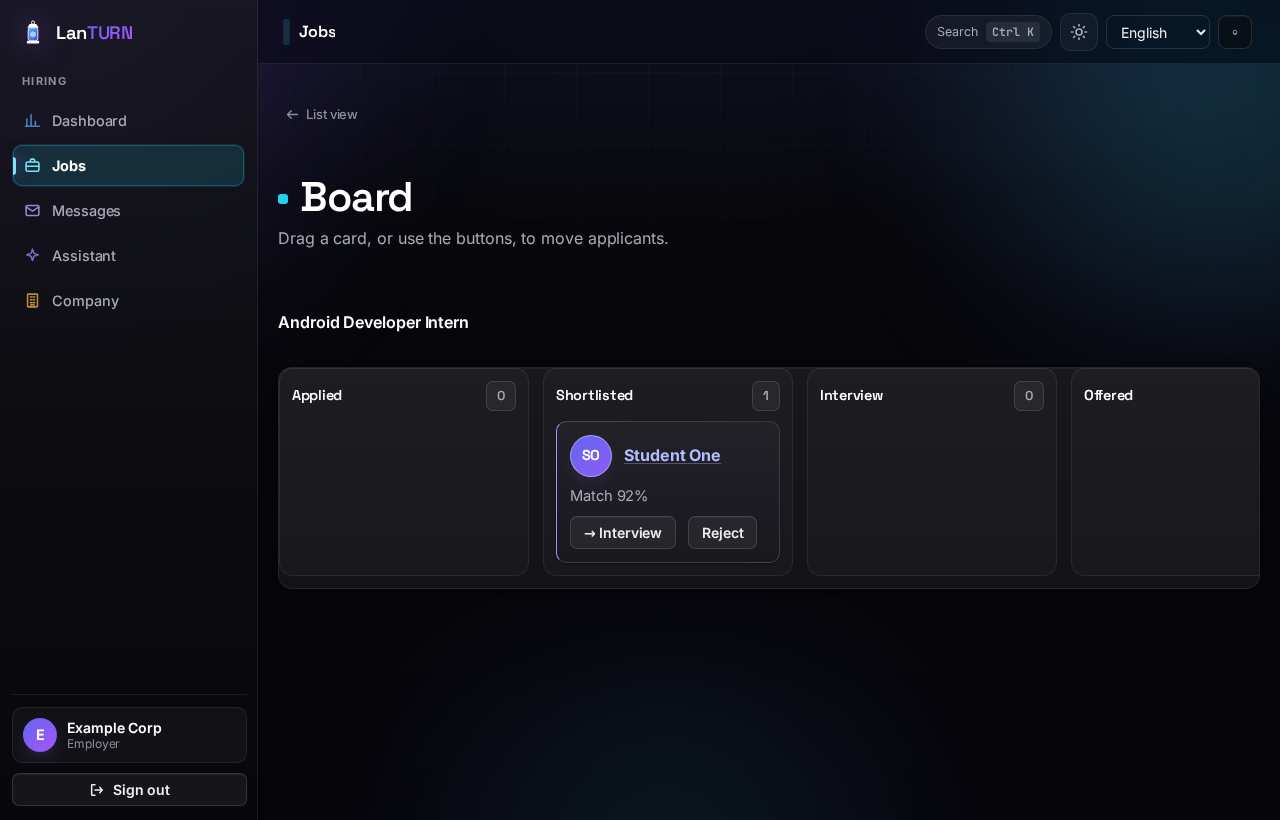 LanTURN
HIRING
Dashboard
Jobs
Messages
Assistant
Company
Example Corp
E
Employer
Sign out
Jobs
Search Ctrl K
English
List view
Board
Drag a card, or use the buttons, to move applicants.
Android Developer Intern
Applied 0
Shortlisted 1
SO Student One
Match 92%
→ Interview Reject
Interview 0
Offered